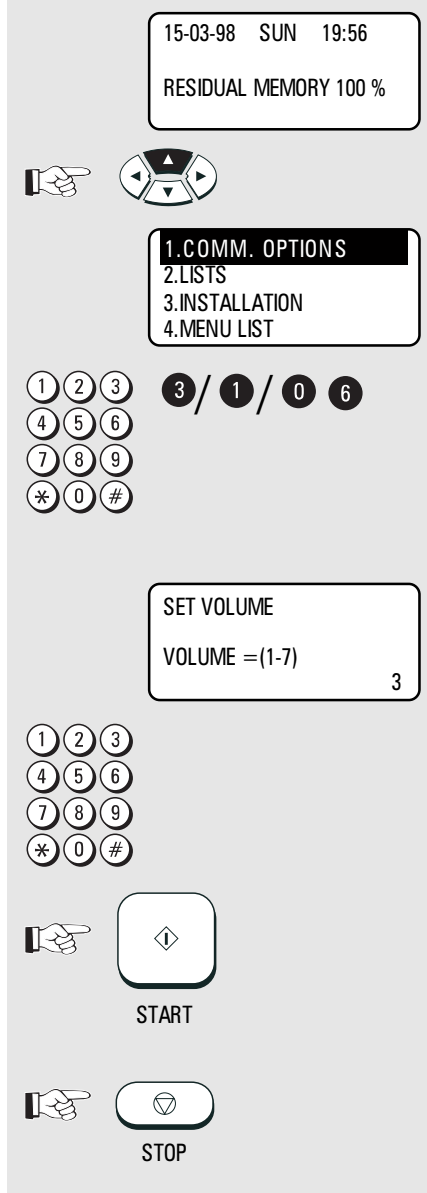 15-03-98 SUN 19:56
RESIDUAL MEMORY 100 %
1.COMM. OPTIONS
2.LISTS
3.INSTALLATION
4.MENU LIST
1 2 3 3 / 1 / 0 6
4 5 6
7 8 9
* 0 #
SET VOLUME
VOLUME =(1-7)
3
1 2 3
4 5 6
7 8 9
* 0 #
START
STOP